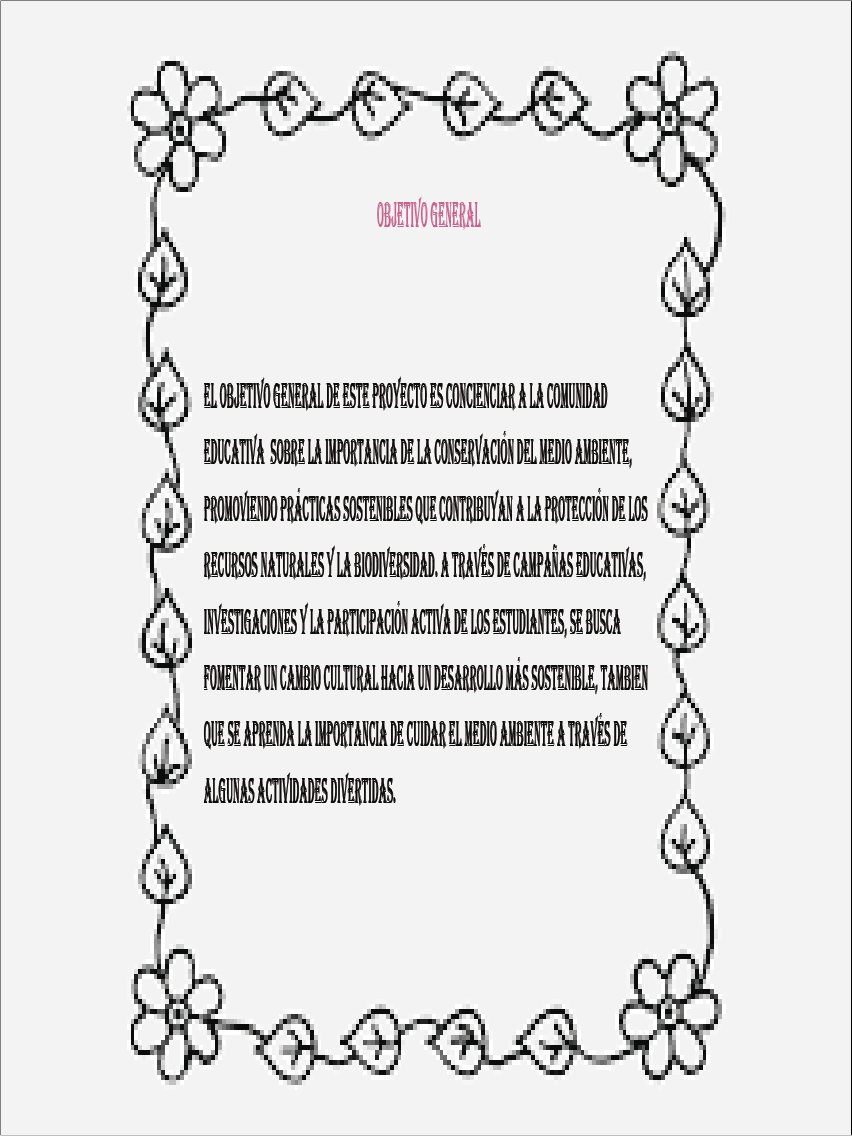 OBJETIVO GENERAL
EL OBJETIVO GENERAL DE ESTE PROYECTO ES CONCIENCIAR A LA COMUNIDAD
EDUCATIVA  SOBRE LA IMPORTANCIA DE LA CONSERVACIÓN DEL MEDIO AMBIENTE,
PROMOVIENDO PRÁCTICAS SOSTENIBLES QUE CONTRIBUYAN A LA PROTECCIÓN DE LOS
RECURSOS NATURALES Y LA BIODIVERSIDAD. A TRAVÉS DE CAMPAÑAS EDUCATIVAS,
INVESTIGACIONES Y LA PARTICIPACIÓN ACTIVA DE LOS ESTUDIANTES, SE BUSCA
FOMENTAR UN CAMBIO CULTURAL HACIA UN DESARROLLO MÁS SOSTENIBLE, TAMBIEN
QUE SE APRENDA LA IMPORTANCIA DE CUIDAR EL MEDIO AMBIENTE A TRAVÉS DE
ALGUNAS ACTIVIDADES DIVERTIDAS.